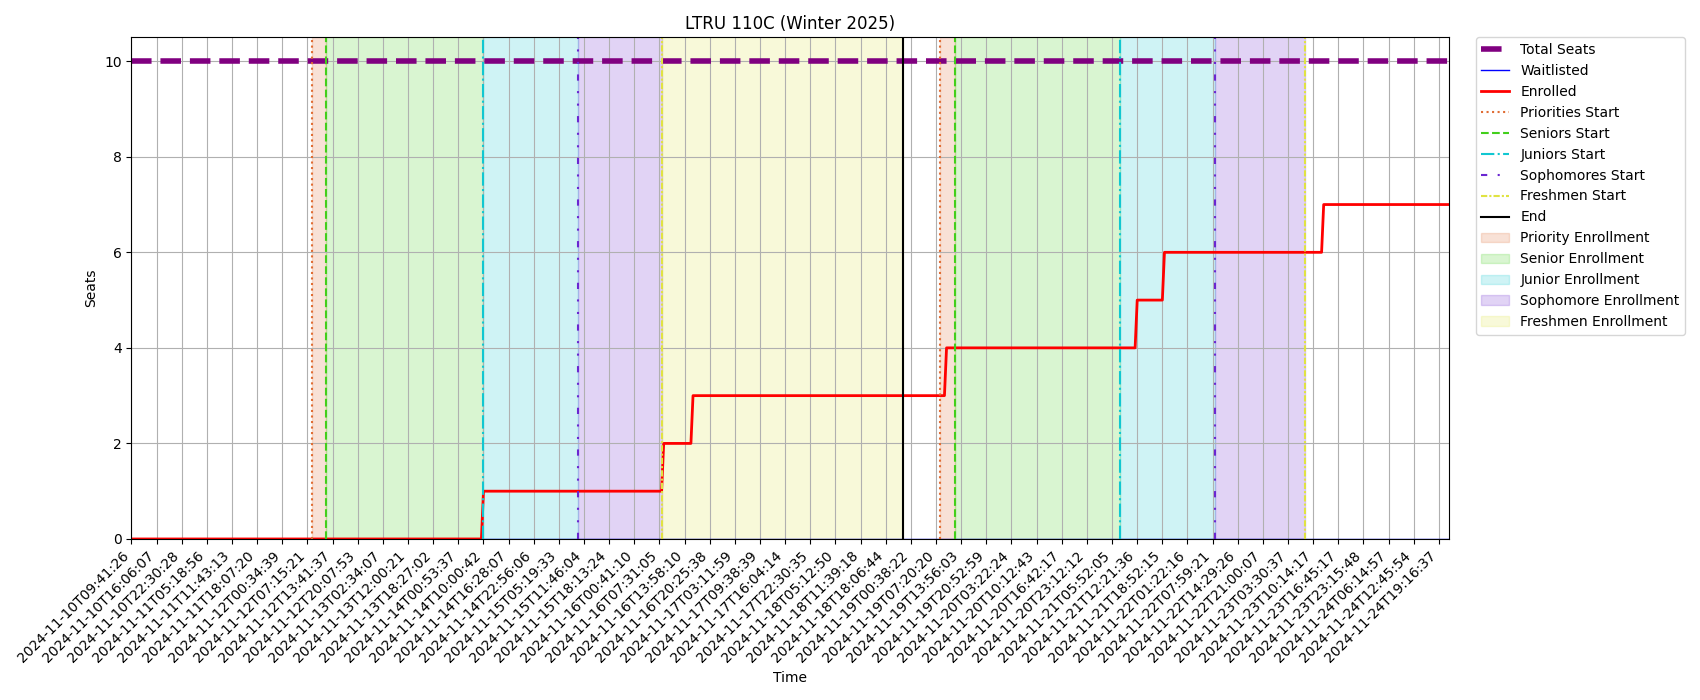 LTRU 110C (Winter 2025)
Seats
10
8
6
4
2
0
2024-11-10T09:41:26
2024-11-10T16:06:07
2024-11-10T22:30:28
2024-11-11T05:18:56
2024-11-11T11:43:13
2024-11-11T18:07:20
2024-11-12T00:34:39
2024-11-12T07:15:21
2024-11-12T13:41:37
2024-11-12T20:07:53
2024-11-13T02:34:07
2024-11-13T12:00:21
2024-11-13T18:27:02
2024-11-14T00:53:37
2024-11-14T10:00:42
2024-11-14T16:28:07
2024-11-14T22:56:06
2024-11-15T05:19:33
2024-11-15T11:46:04
2024-11-15T18:13:24
2024-11-16T00:41:10
2024-11-16T07:31:05
2024-11-16T13:58:10
2024-11-16T20:25:38
2024-11-17T03:11:59
2024-11-17T09:38:39
2024-11-17T16:04:14
2024-11-17T22:30:35
2024-11-18T05:12:50
2024-11-18T11:39:18
2024-11-18T18:06:44
2024-11-19T00:38:22
2024-11-19T07:20:20
2024-11-19T13:56:03
2024-11-19T20:52:59
2024-11-20T03:22:24
2024-11-20T10:12:43
2024-11-20T16:42:17
2024-11-20T23:12:12
2024-11-21T05:52:05
2024-11-21T12:21:36
2024-11-21T18:52:15
2024-11-22T01:22:16
2024-11-22T07:59:21
2024-11-22T14:29:26
2024-11-22T21:00:07
2024-11-23T03:30:37
2024-11-23T10:14:17
2024-11-23T16:45:17
2024-11-23T23:15:48
2024-11-24T06:14:57
2024-11-24T12:45:54
2024-11-24T19:16:37
Time
Total Seats
Waitlisted
Enrolled
Priorities Start
Seniors Start
Juniors Start
Sophomores Start
Freshmen Start
End
Priority Enrollment
Senior Enrollment
Junior Enrollment
Sophomore Enrollment
Freshmen Enrollment